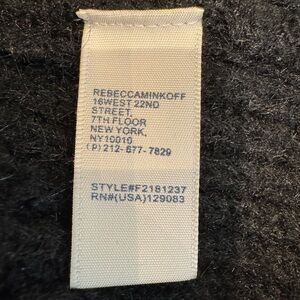 REBECCAMINKOFF
16WEST 22ND
STREET,
7TH FLOOR
NEW YORK,
NY10010
(P)212-677-7829
STYLE#F2181237
RN#(USA)129083